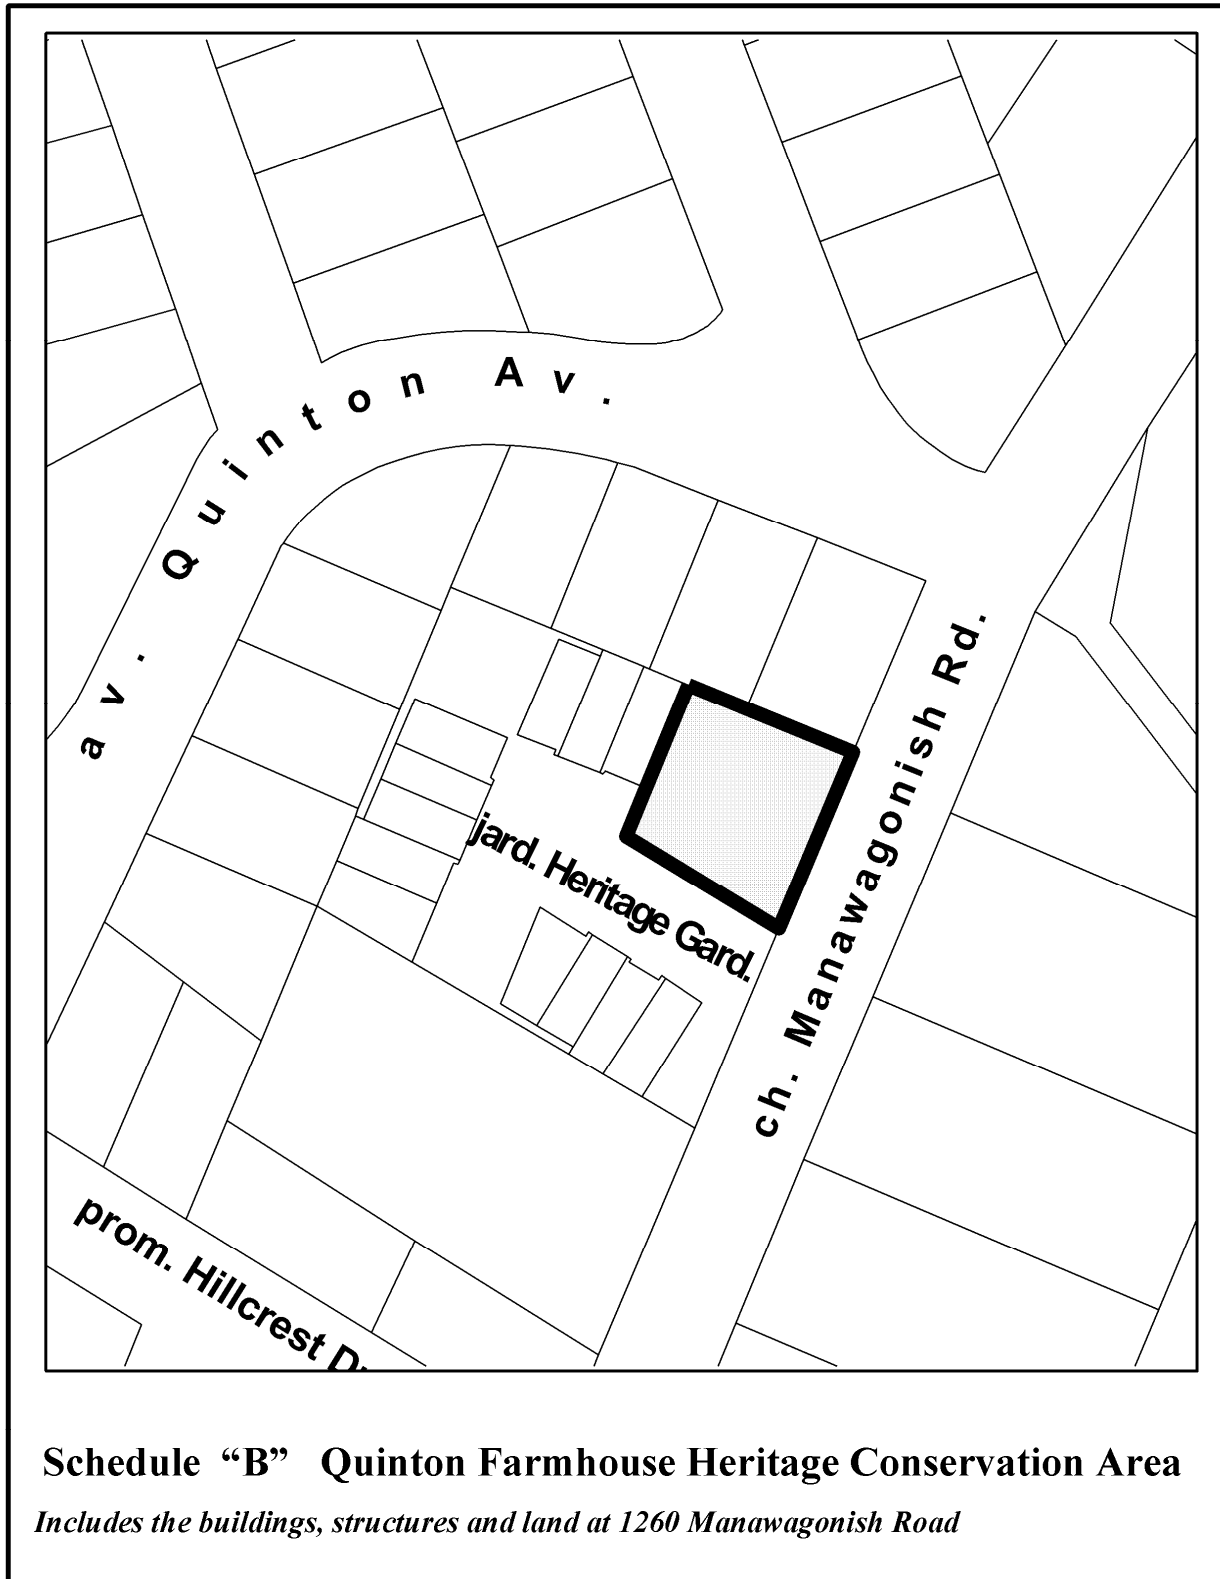 av. Quinton Av.
ch. Manawagonish Rd.
jard. Heritage Gard.
prom. Hillcrest
Schedule “B” Quinton Farmhouse Heritage Conservation Area
Includes the buildings, structures and land at 1260 Manawagonish Road